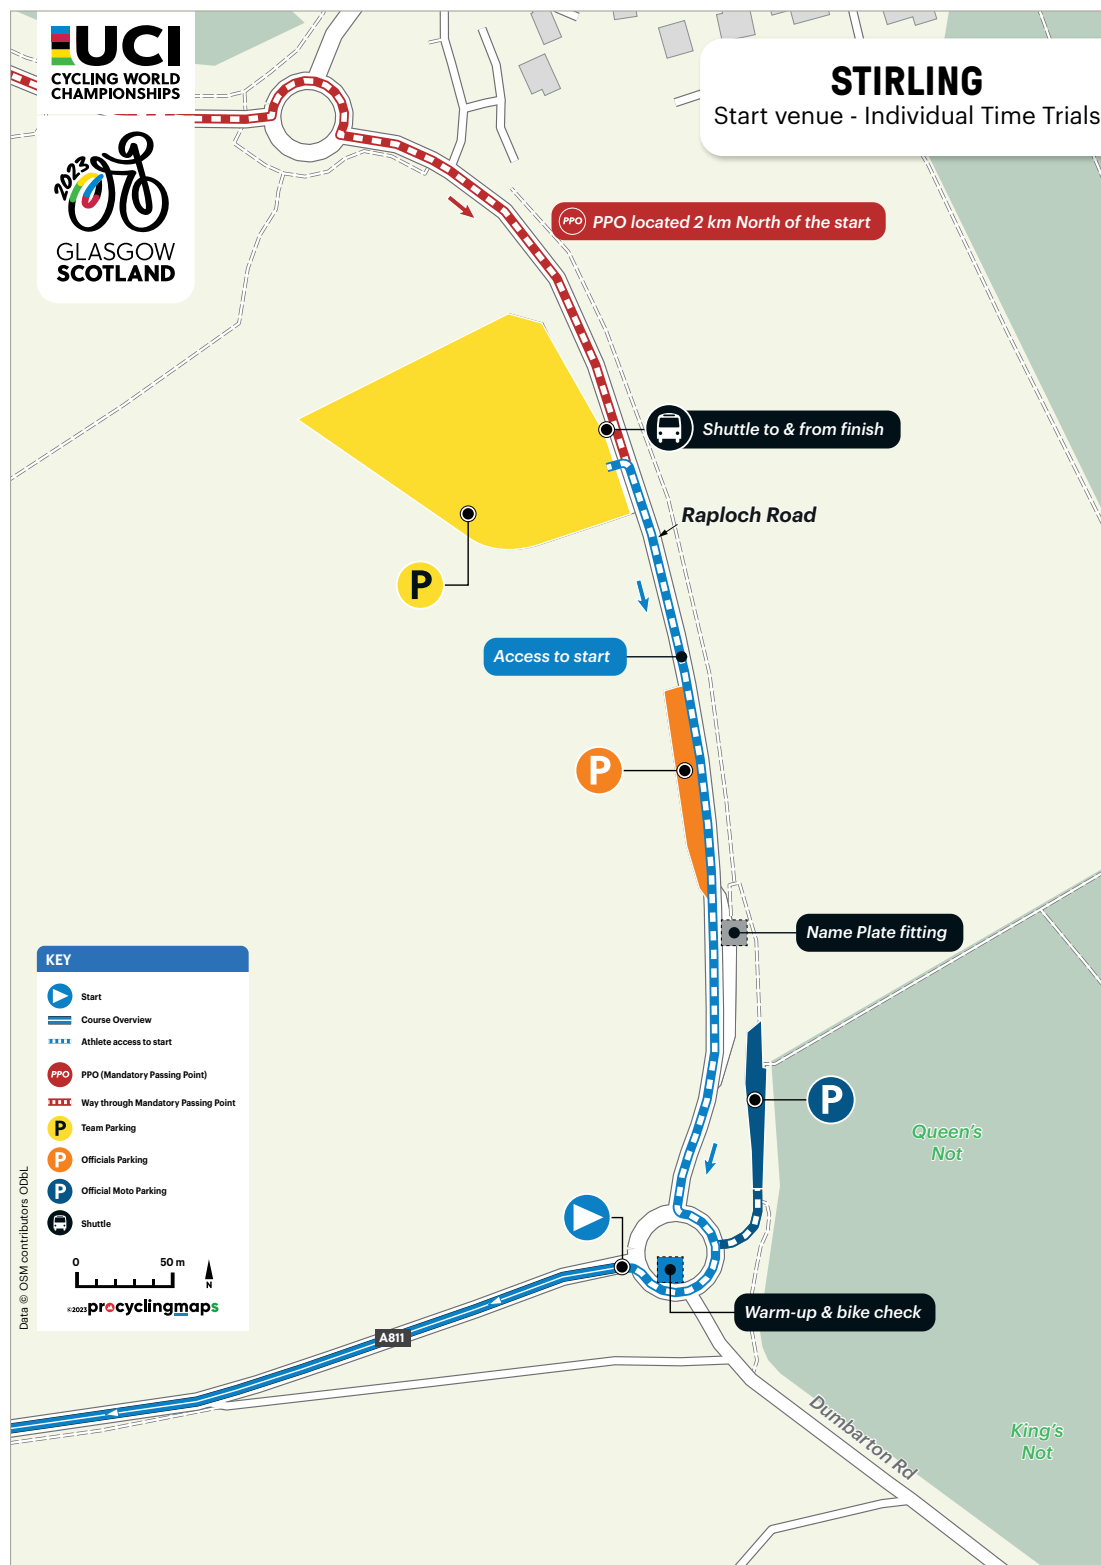 UCI
CYCLING WORLD
CHAMPIONSHIPS
2023
GLASGOW
SCOTLAND
STIRLING
Start venue - Individual Time Trials
PPO PPO located 2 km North of the start
Shuttle to & from finish
Raploch Road
P
Access to start
P
Name Plate fitting
P
Queen's
Not
Warm-up & bike check
A811
Dumbarton Rd
King's
Not
KEY
Start
Course Overview
Athlete access to start
PPO PPO (Mandatory Passing Point)
Way through Mandatory Passing Point
P Team Parking
P Officials Parking
P Official Moto Parking
Shuttle
0 50 m
N
©2023 procyclingmaps
Data © OSM contributors ODbL